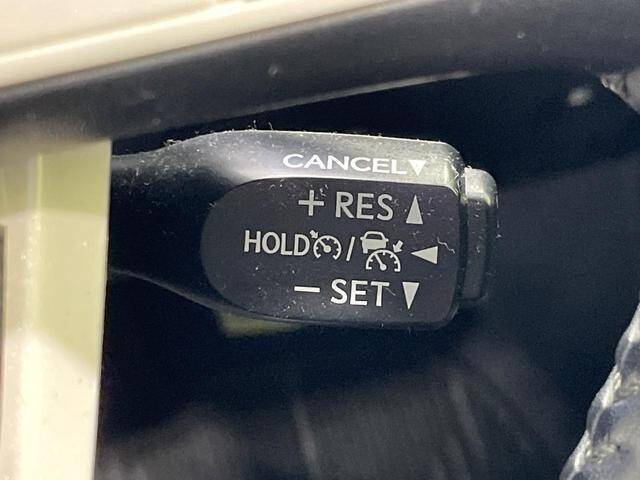 CANCEL▼
+ RES ▲
HOLD / ◀
− SET ▼